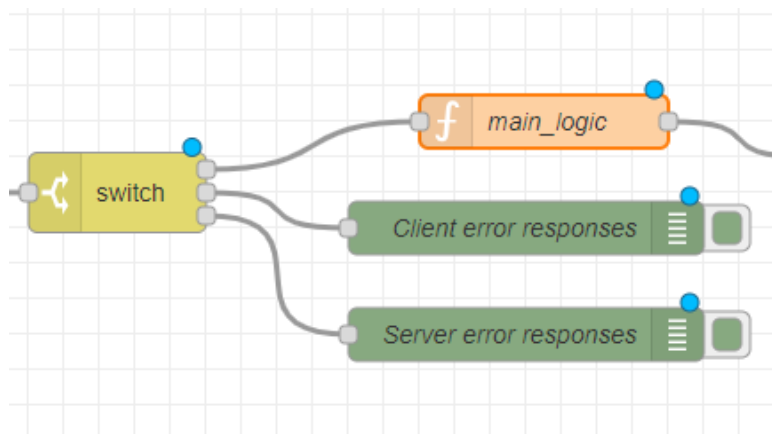 main_logic
switch
Client error responses
Server error responses